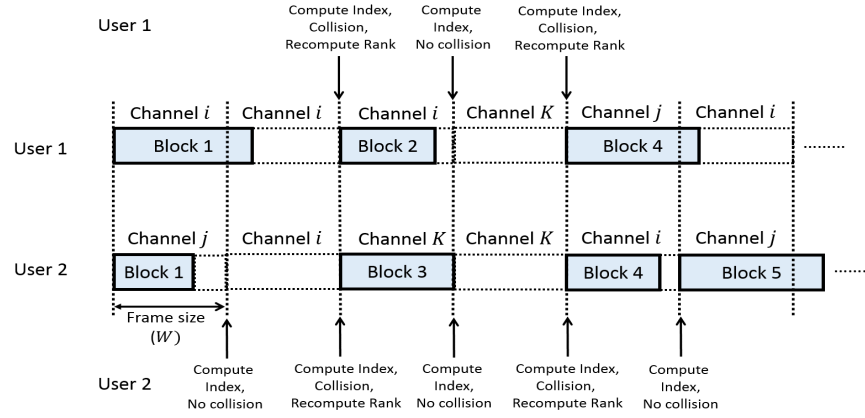 User 1
Compute Index,
Collision,
Recompute Rank
Compute
Index,
No collision
Compute Index,
Collision,
Recompute Rank
Channel i
Channel i
Channel i
Channel K
Channel j
Channel i
User 1
Block 1
Block 2
Block 4
........
Channel j
Channel i
Channel K
Channel K
Channel i
Channel j
User 2
Block 1
Block 3
Block 4
Block 5
........
Frame size
(W)
User 2
Compute
Index,
No collision
Compute Index,
Collision,
Recompute Rank
Compute
Index,
No collision
Compute Index,
Collision,
Recompute Rank
Compute
Index,
No collision